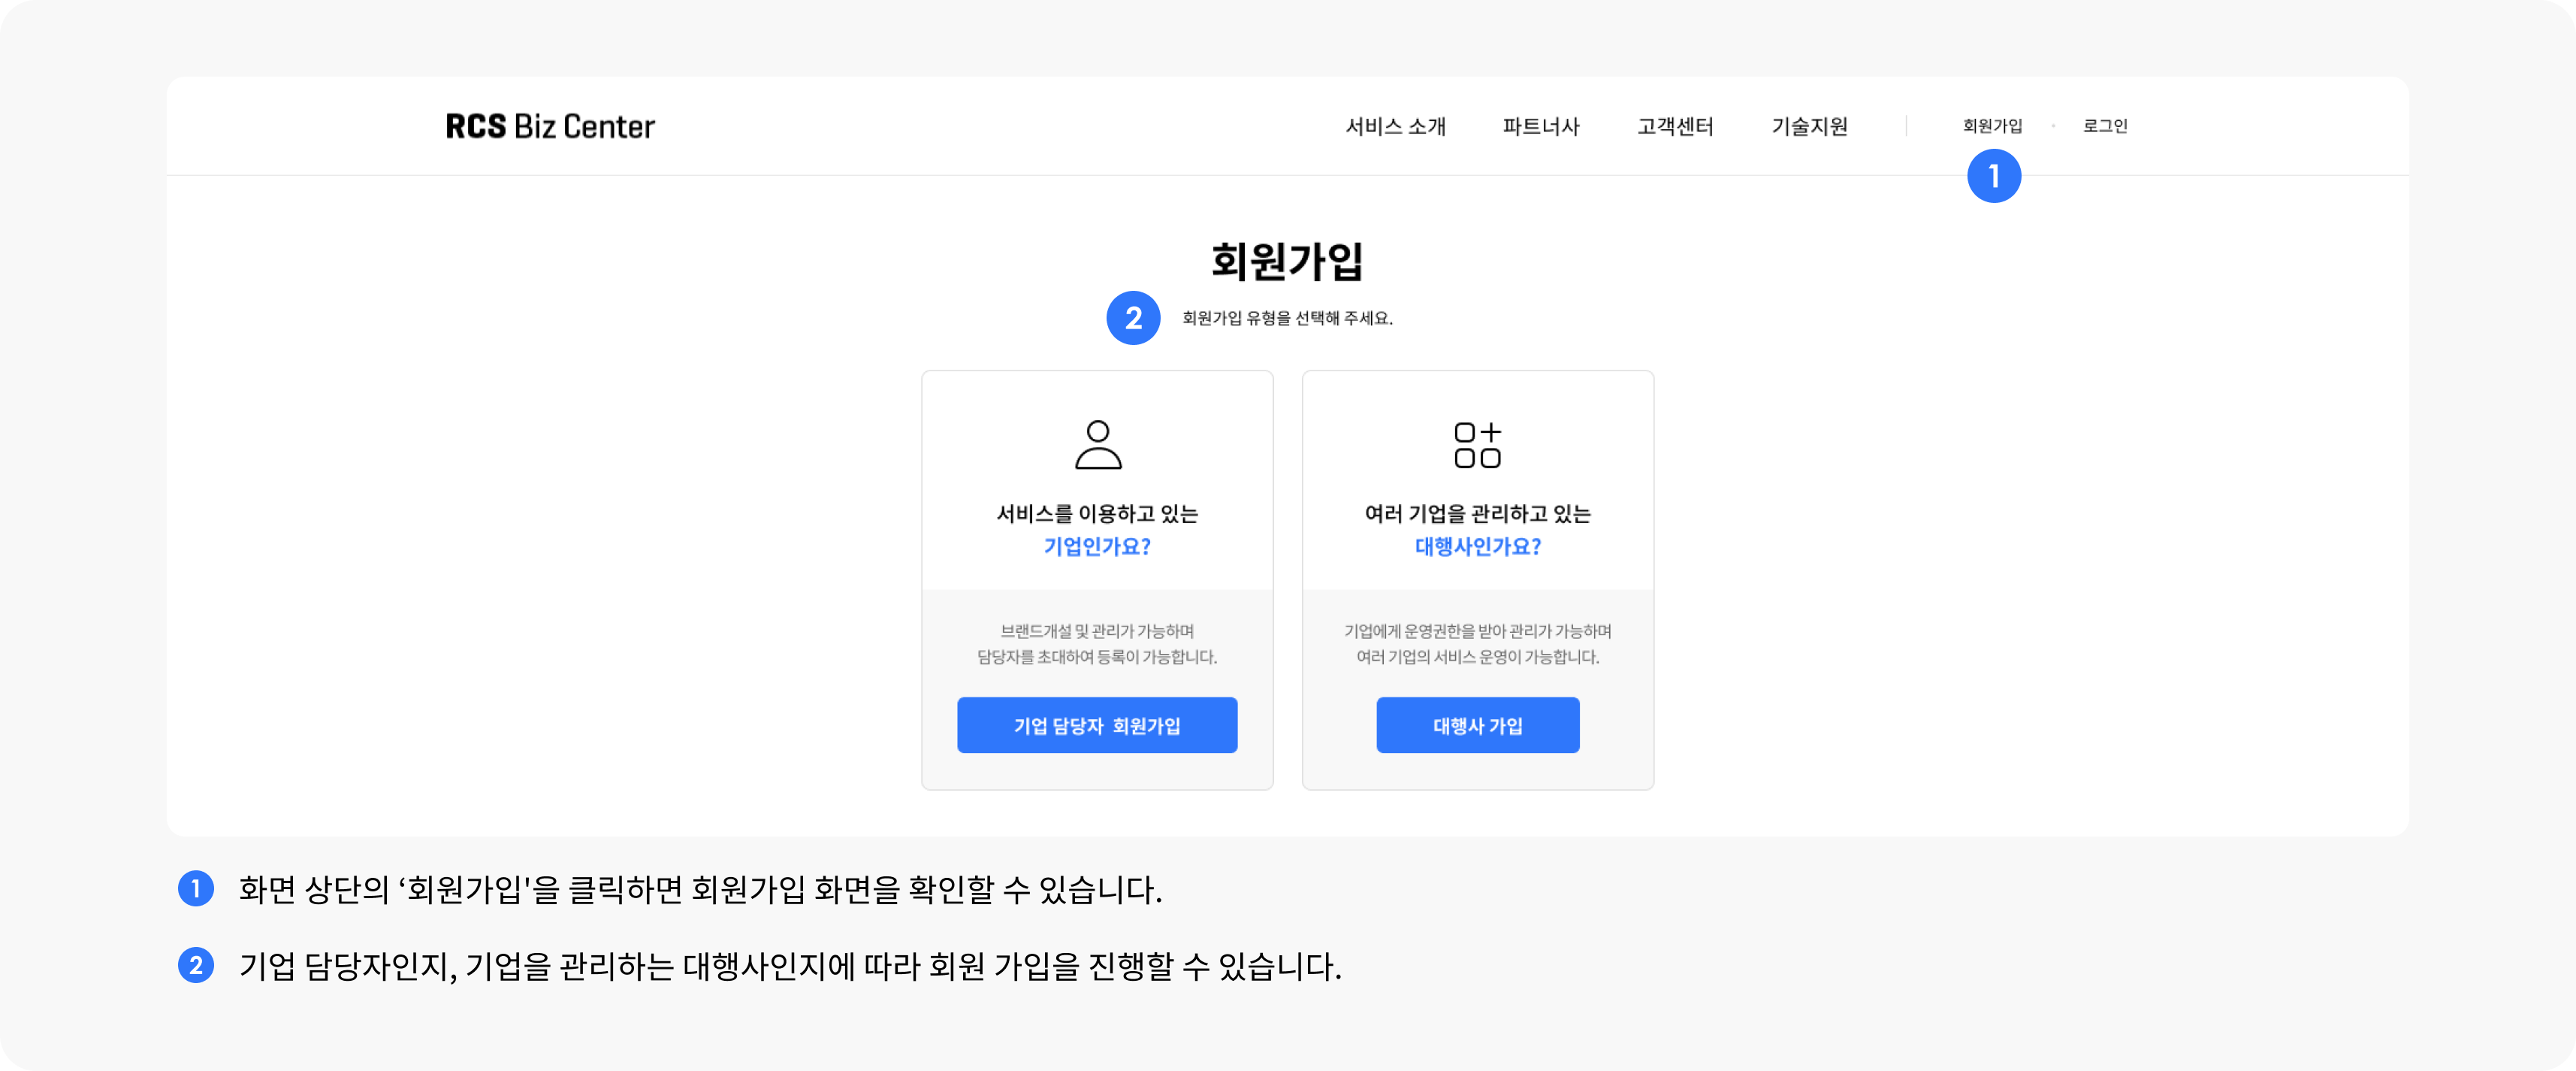 RCS Biz Center
서비스 소개 파트너사 고객센터 기술지원 회원가입 로그인
1
회원가입
2 회원가입 유형을 선택해 주세요.
서비스를 이용하고 있는
기업인가요?
브랜드개설 및 관리가 가능하며
담당자를 초대하여 등록이 가능합니다.
기업 담당자 회원가입
여러 기업을 관리하고 있는
대행사인가요?
기업에게 운영권한을 받아 관리가 가능하며
여러 기업의 서비스 운영이 가능합니다.
대행사 가입
1 화면 상단의 ‘회원가입'을 클릭하면 회원가입 화면을 확인할 수 있습니다.
2 기업 담당자인지, 기업을 관리하는 대행사인지에 따라 회원 가입을 진행할 수 있습니다.